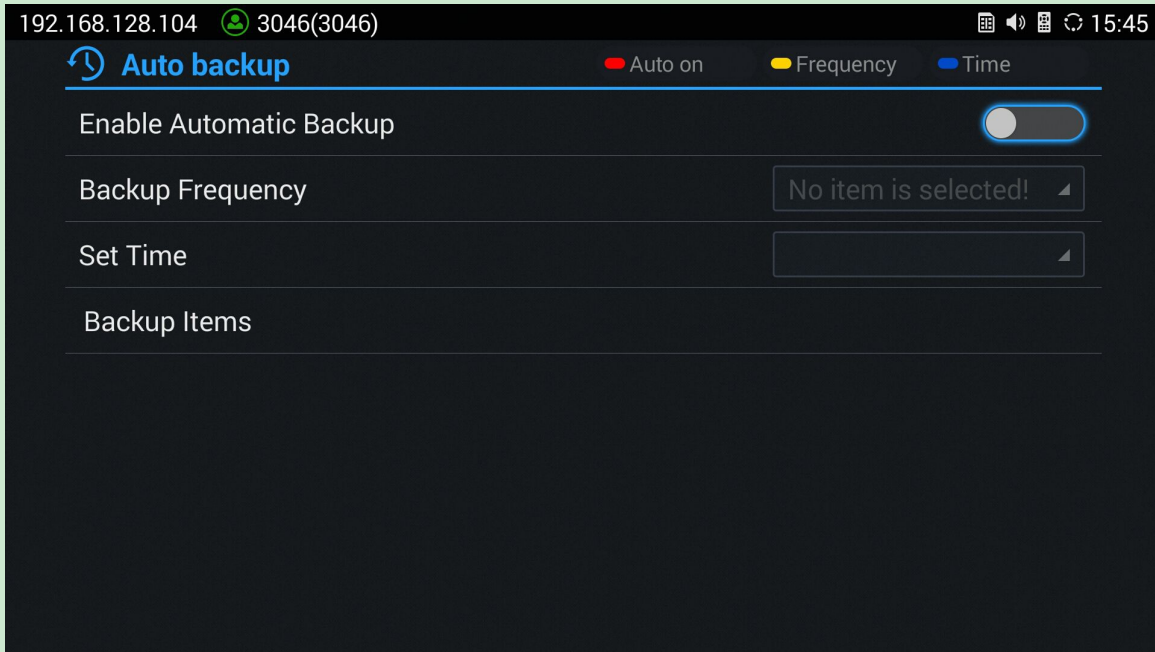 192.168.128.104 3046(3046) 15:45
Auto backup Auto on Frequency Time
Enable Automatic Backup
Backup Frequency No item is selected!
Set Time
Backup Items